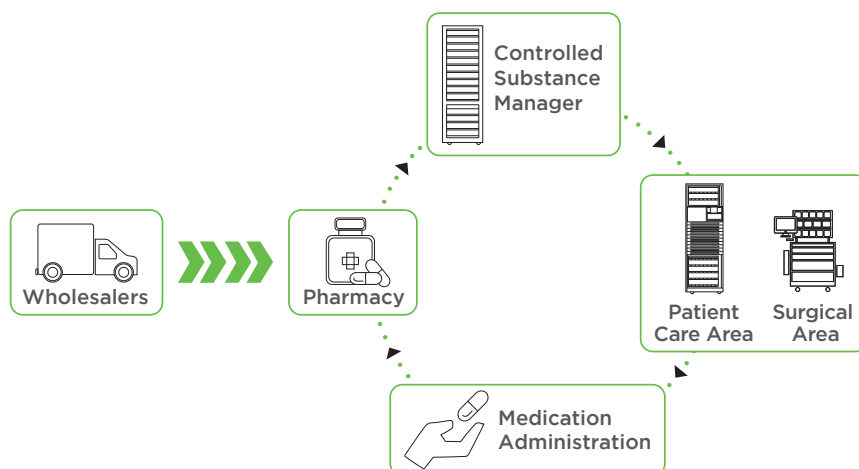 Controlled
Substance
Manager
Wholesalers
Pharmacy
Patient
Care Area
Surgical
Area
Medication
Administration